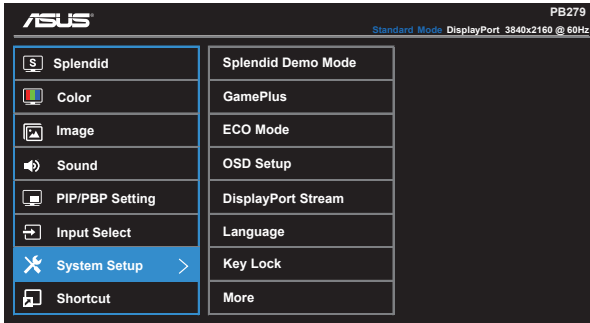 ASUS
PB279
Standard Mode DisplayPort 3840x2160 @ 60Hz
S Splendid
Color
Image
Sound
PIP/PBP Setting
Input Select
System Setup >
Shortcut
Splendid Demo Mode
GamePlus
ECO Mode
OSD Setup
DisplayPort Stream
Language
Key Lock
More